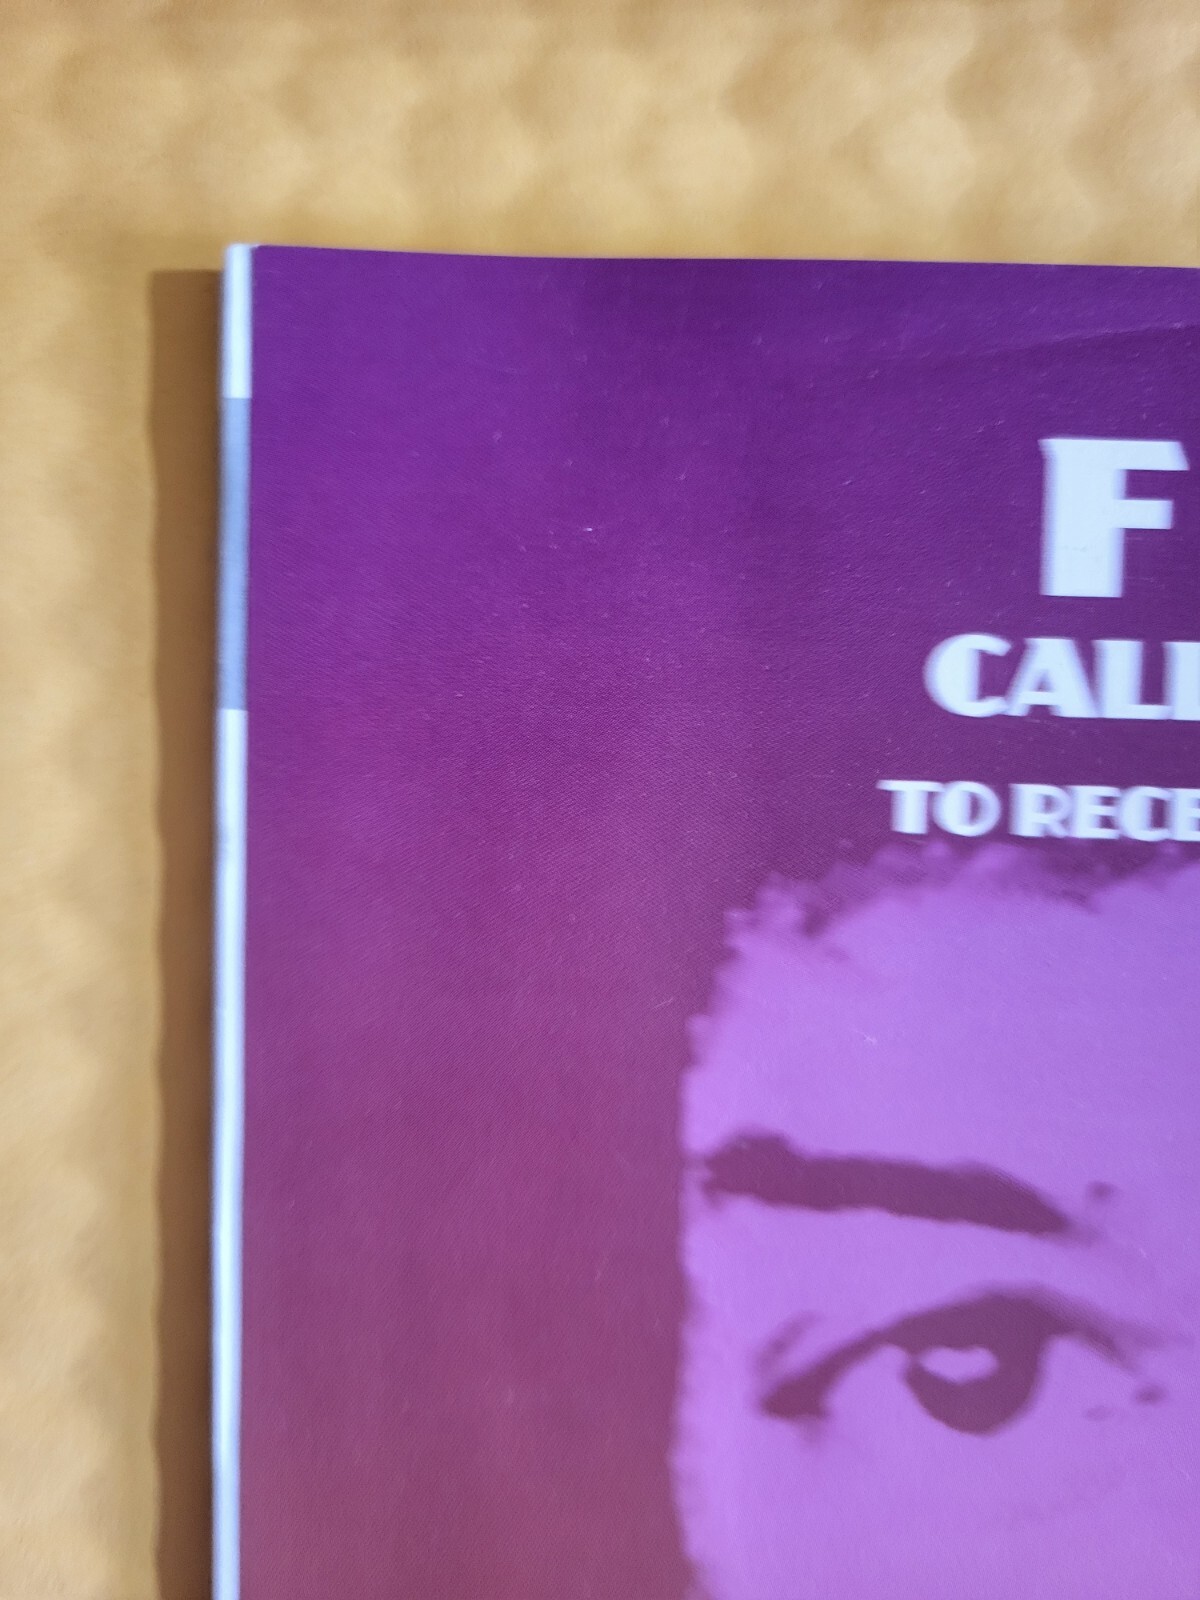 F
CALL
TO RECE